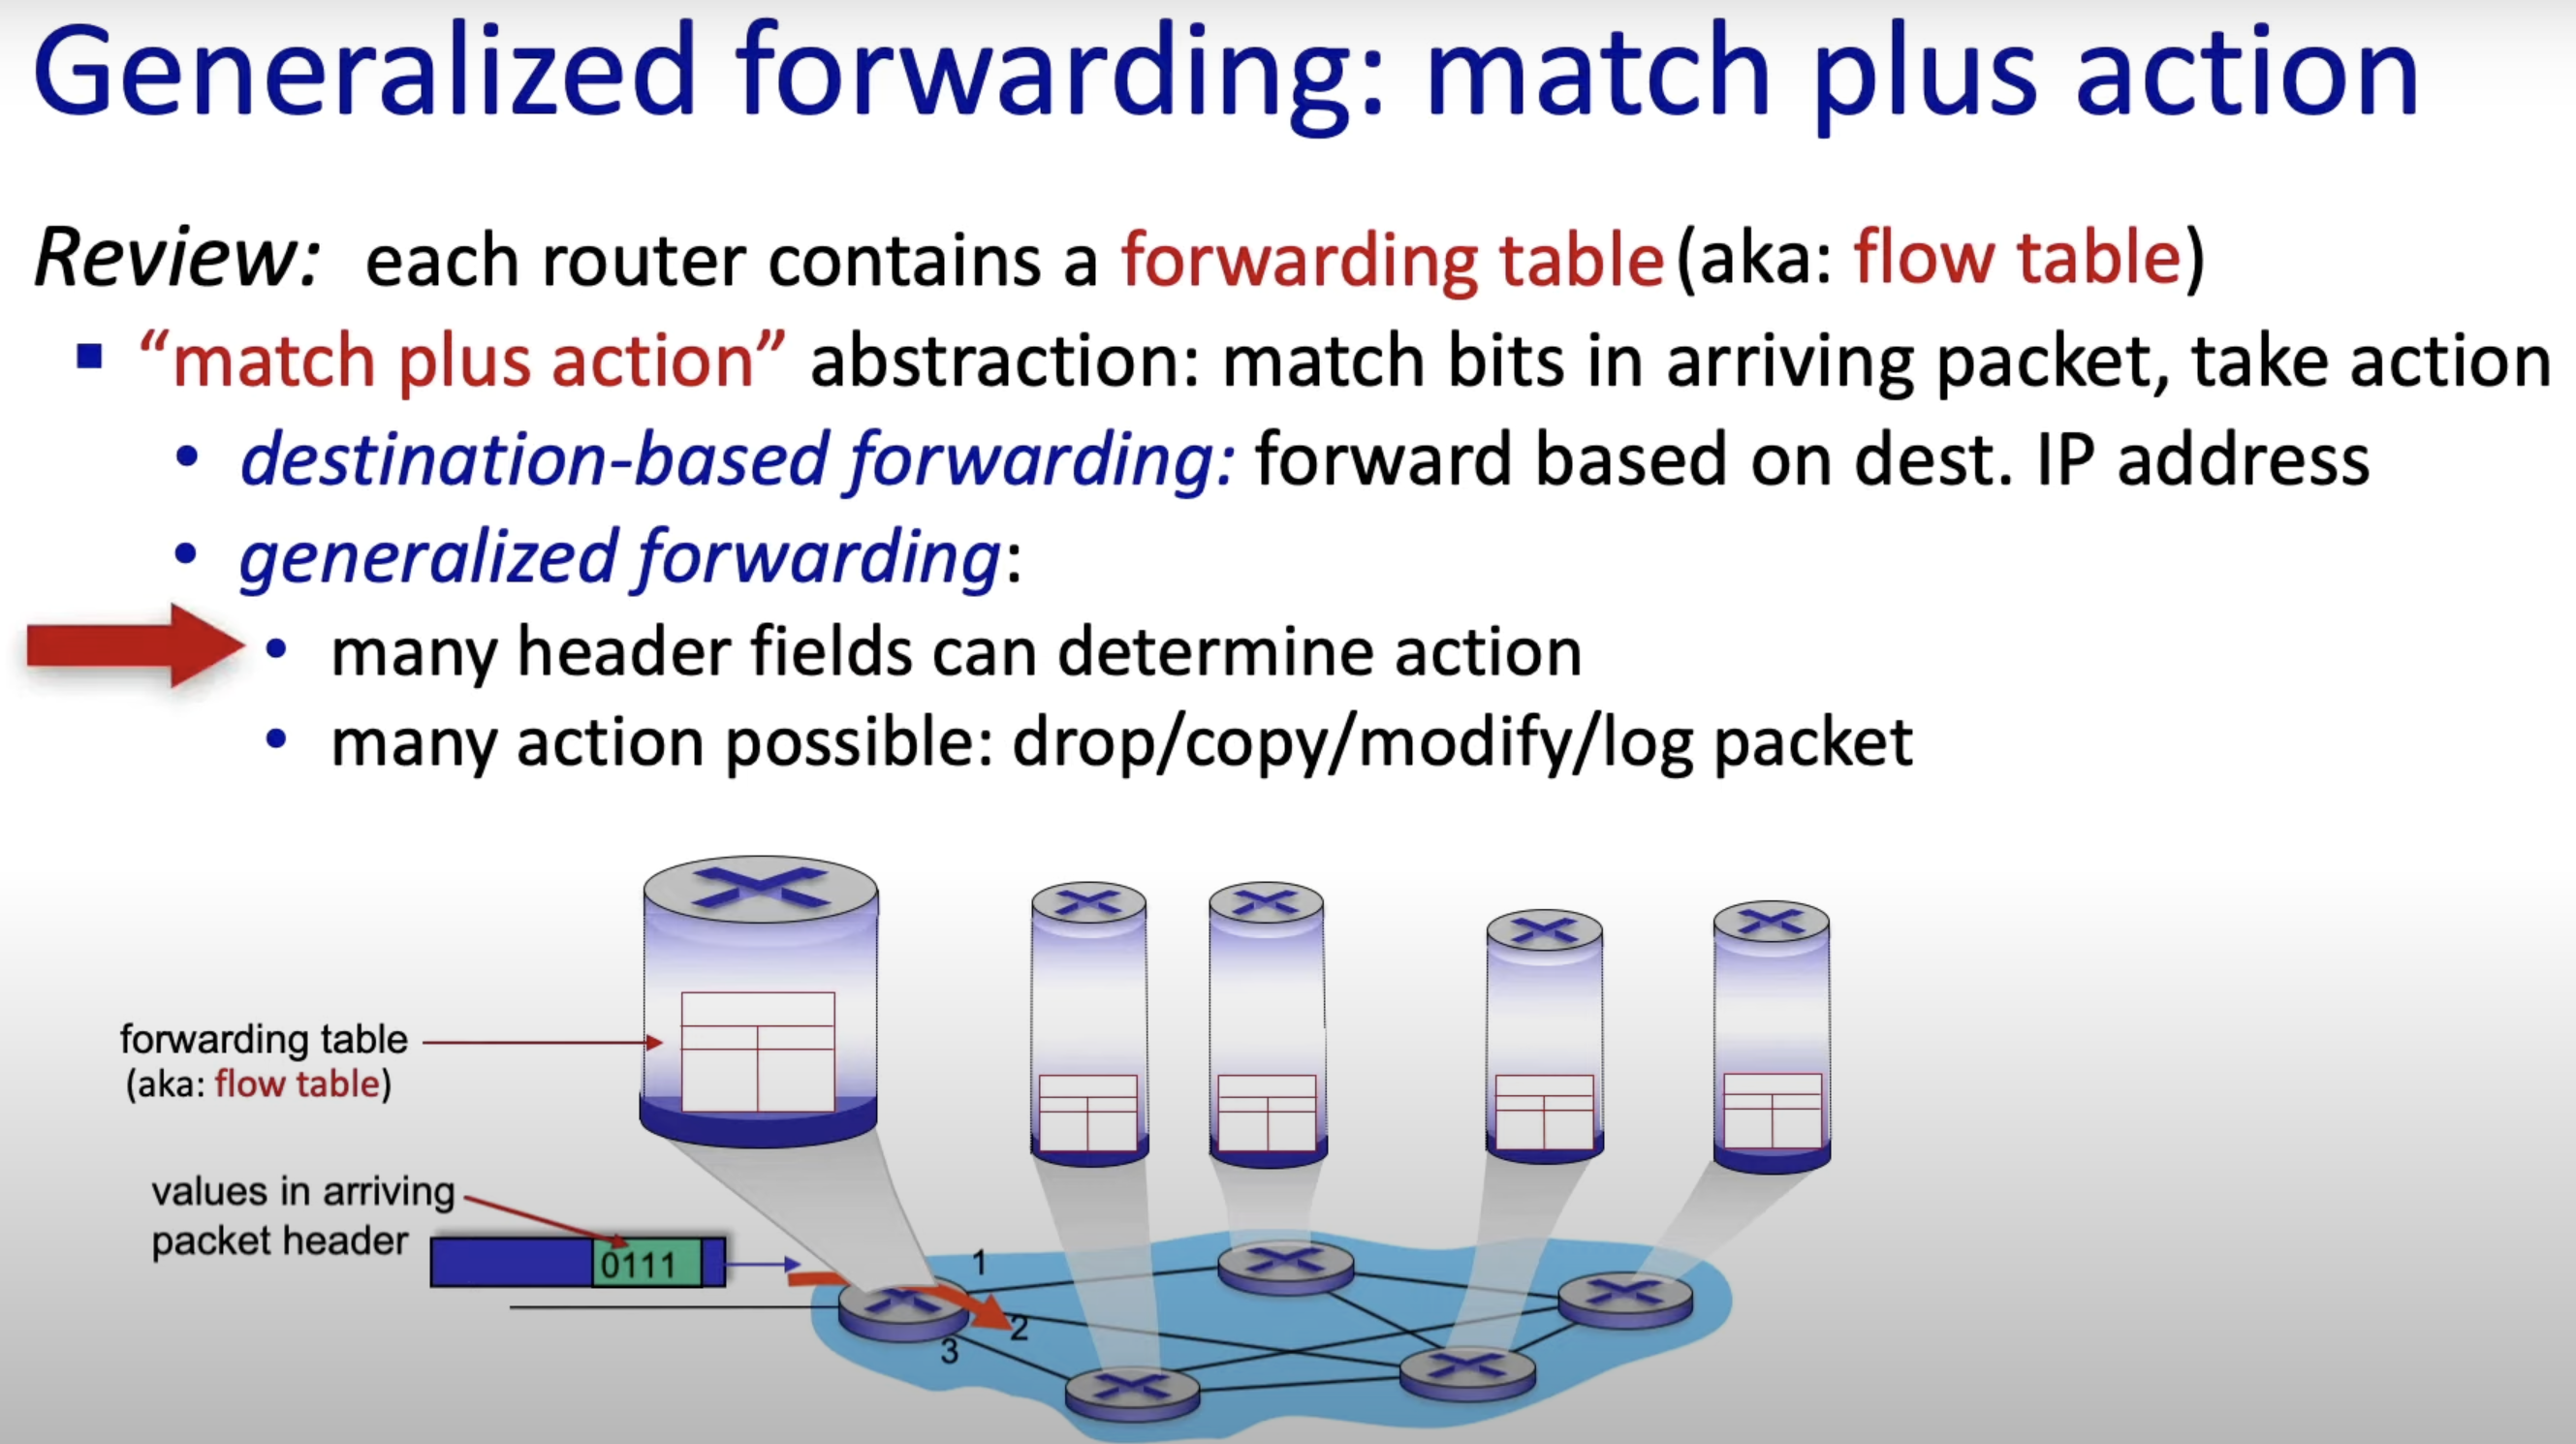 Generalized forwarding: match plus action
Review: each router contains a forwarding table (aka: flow table)
“match plus action” abstraction: match bits in arriving packet, take action
destination-based forwarding: forward based on dest. IP address
generalized forwarding:
many header fields can determine action
many action possible: drop/copy/modify/log packet
forwarding table
(aka: flow table)
values in arriving
packet header
0111
1
2
3